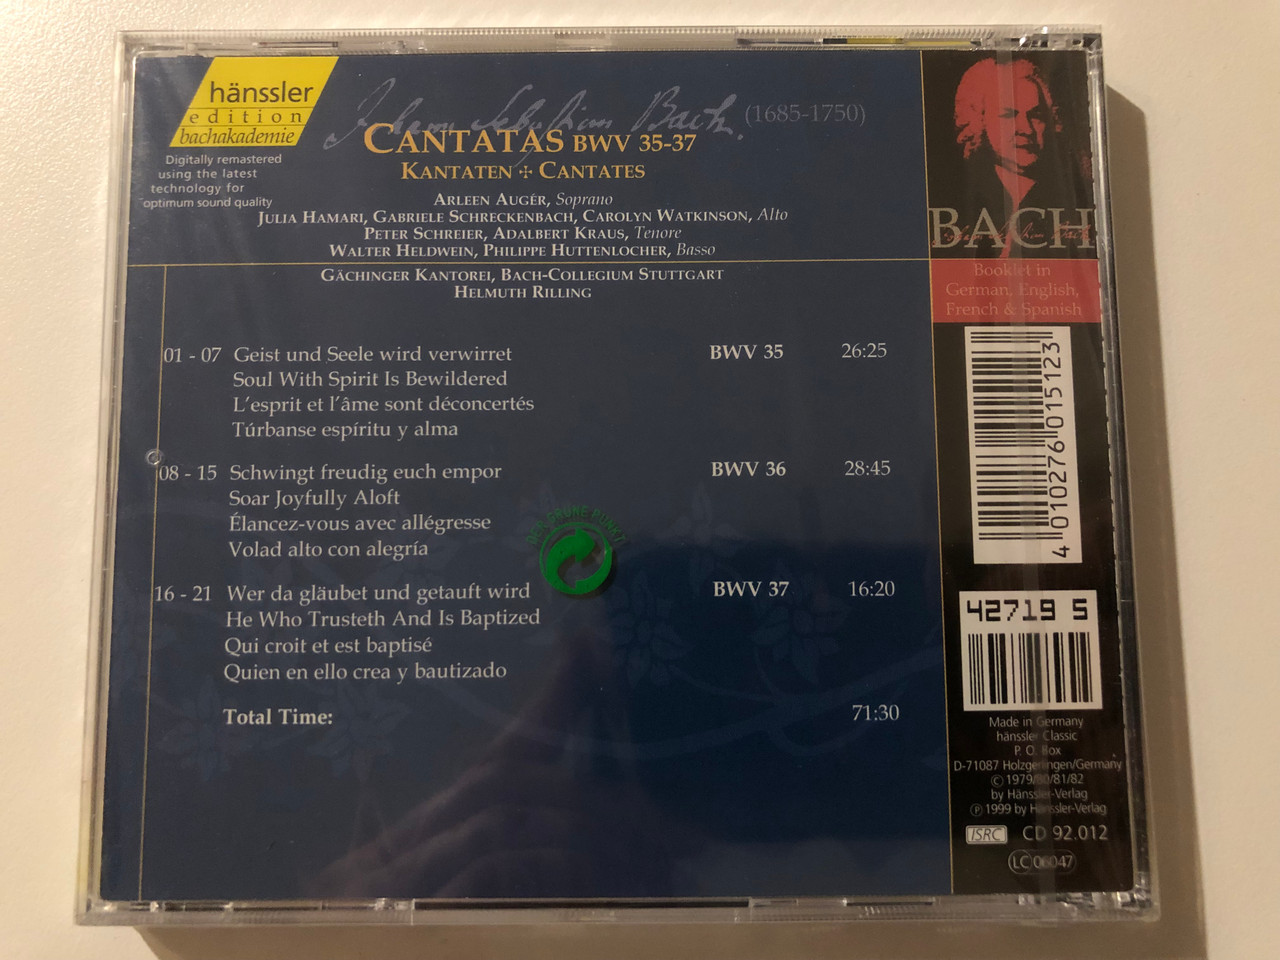 hänssler
edition
bachakademie
Digitally remastered
using the latest
technology for
optimum sound quality
Johann Sebastian Bach. (1685-1750)
CANTATAS BWV 35-37
KANTATEN ✢ CANTATES
ARLEEN AUGÉR, Soprano
JULIA HAMARI, GABRIELE SCHRECKENBACH, CAROLYN WATKINSON, Alto
PETER SCHREIER, ADALBERT KRAUS, Tenore
WALTER HELDWEIN, PHILIPPE HUTTENLOCHER, Basso
GÄCHINGER KANTOREI, BACH-COLLEGIUM STUTTGART
HELMUTH RILLING
01 - 07 Geist und Seele wird verwirret BWV 35 26:25
Soul With Spirit Is Bewildered
L'esprit et l'âme sont déconcertés
Túrbanse espíritu y alma
08 - 15 Schwingt freudig euch empor BWV 36 28:45
Soar Joyfully Aloft
Élancez-vous avec allégresse
Volad alto con alegría
DER GRÜNE PUNKT
16 - 21 Wer da gläubet und getauft wird BWV 37 16:20
He Who Trusteth And Is Baptized
Qui croit et est baptisé
Quien en ello crea y bautizado
Total Time: 71:30
BACH
Booklet in
German, English,
French & Spanish
4 010276 015123
42719 5
Made in Germany
hänssler Classic
P. O. Box
D-71087 Holzgerlingen/Germany
© 1979/80/81/82
by Hänssler-Verlag
℗ 1999 by Hänssler-Verlag
ISRC CD 92.012
LC 06047